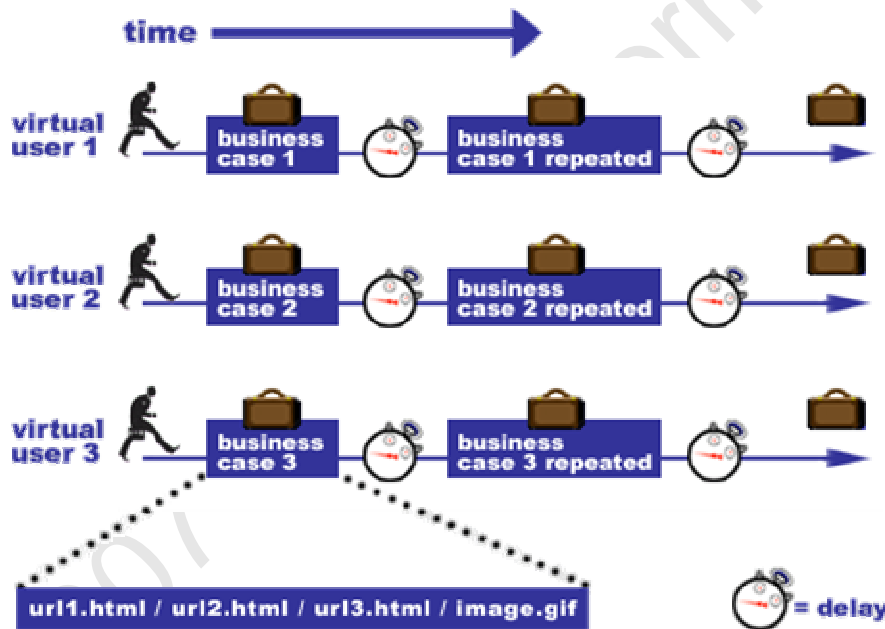 time
virtual
user 1
business
case 1
business
case 1 repeated
virtual
user 2
business
case 2
business
case 2 repeated
virtual
user 3
business
case 3
business
case 3 repeated
url1.html / url2.html / url3.html / image.gif
= delay